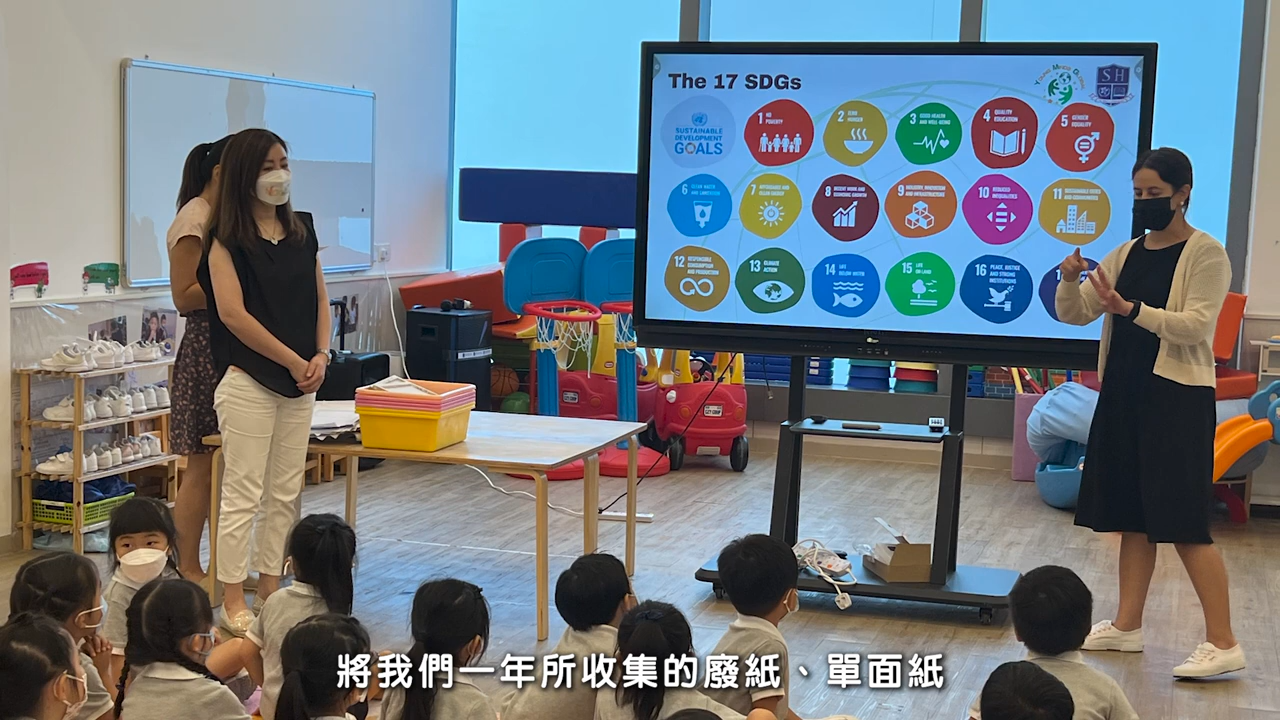 The 17 SDGs
YOUNG MINDS GLOBAL
SH
SUSTAINABLE
DEVELOPMENT
GOALS
1 NO
POVERTY
2 ZERO
HUNGER
3 GOOD HEALTH
AND WELL-BEING
4 QUALITY
EDUCATION
5 GENDER
EQUALITY
6 CLEAN WATER
AND SANITATION
7 AFFORDABLE AND
CLEAN ENERGY
8 DECENT WORK AND
ECONOMIC GROWTH
9 INDUSTRY, INNOVATION
AND INFRASTRUCTURE
10 REDUCED
INEQUALITIES
11 SUSTAINABLE CITIES
AND COMMUNITIES
12 RESPONSIBLE
CONSUMPTION
AND PRODUCTION
13 CLIMATE
ACTION
14 LIFE
BELOW WATER
15 LIFE
ON LAND
16 PEACE, JUSTICE
AND STRONG
INSTITUTIONS
將我們一年所收集的廢紙、單面紙